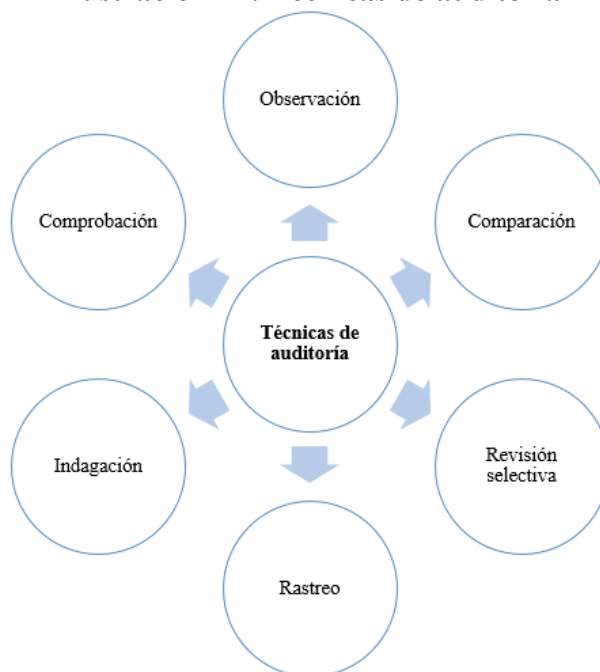 Observación
Comprobación
Comparación
Técnicas de
auditoría
Indagación
Revisión
selectiva
Rastreo